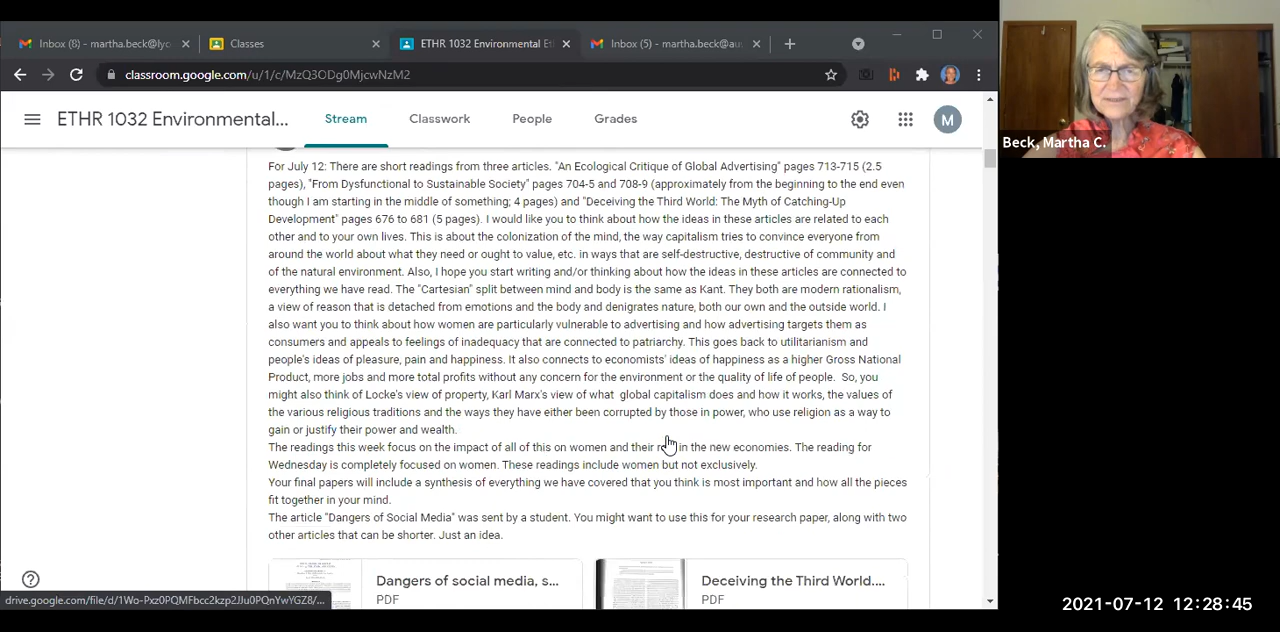 Inbox (8) - martha.beck@lyc
Classes
ETHR 1032 Environmental Et
Inbox (5) - martha.beck@au
classroom.google.com/u/1/c/MzQ3ODg0MjcwNzM2
ETHR 1032 Environmental...
Stream
Classwork
People
Grades
M
Beck, Martha C.
For July 12: There are short readings from three articles. "An Ecological Critique of Global Advertising" pages 713-715 (2.5
pages), "From Dysfunctional to Sustainable Society" pages 704-5 and 708-9 (approximately from the beginning to the end even
though I am starting in the middle of something; 4 pages) and "Deceiving the Third World: The Myth of Catching-Up
Development" pages 676 to 681 (5 pages). I would like you to think about how the ideas in these articles are related to each
other and to your own lives. This is about the colonization of the mind, the way capitalism tries to convince everyone from
around the world about what they need or ought to value, etc. in ways that are self-destructive, destructive of community and
of the natural environment. Also, I hope you start writing and/or thinking about how the ideas in these articles are connected to
everything we have read. The "Cartesian" split between mind and body is the same as Kant. They both are modern rationalism,
a view of reason that is detached from emotions and the body and denigrates nature, both our own and the outside world. I
also want you to think about how women are particularly vulnerable to advertising and how advertising targets them as
consumers and appeals to feelings of inadequacy that are connected to patriarchy. This goes back to utilitarianism and
people's ideas of pleasure, pain and happiness. It also connects to economists' ideas of happiness as a higher Gross National
Product, more jobs and more total profits without any concern for the environment or the quality of life of people. So, you
might also think of Locke's view of property, Karl Marx's view of what global capitalism does and how it works, the values of
the various religious traditions and the ways they have either been corrupted by those in power, who use religion as a way to
gain or justify their power and wealth.
The readings this week focus on the impact of all of this on women and their in the new economies. The reading for
Wednesday is completely focused on women. These readings include women but not exclusively.
Your final papers will include a synthesis of everything we have covered that you think is most important and how all the pieces
fit together in your mind.
The article "Dangers of Social Media" was sent by a student. You might want to use this for your research paper, along with two
other articles that can be shorter. Just an idea.
Dangers of social media, s...
PDF
Deceiving the Third World....
PDF
2021-07-12 12:28:45